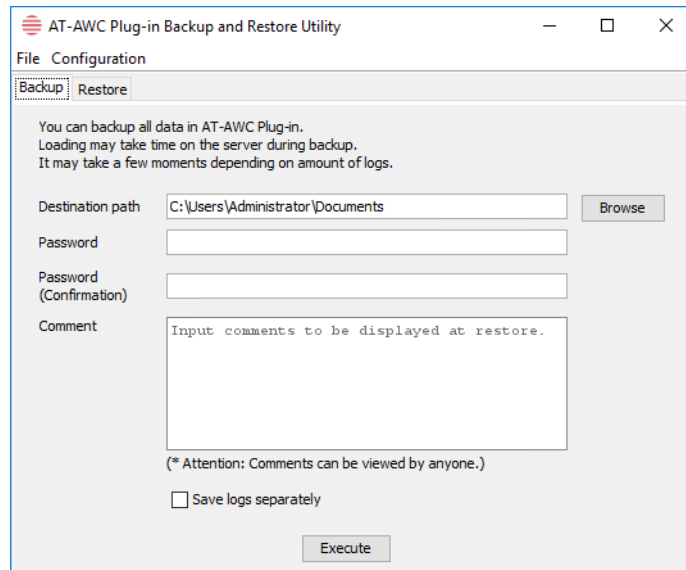 AT-AWC Plug-in Backup and Restore Utility
File Configuration
Backup Restore
You can backup all data in AT-AWC Plug-in.
Loading may take time on the server during backup.
It may take a few moments depending on amount of logs.
Destination path C:\Users\Administrator\Documents Browse
Password
Password
(Confirmation)
Comment Input comments to be displayed at restore.
(* Attention: Comments can be viewed by anyone.)
Save logs separately
Execute